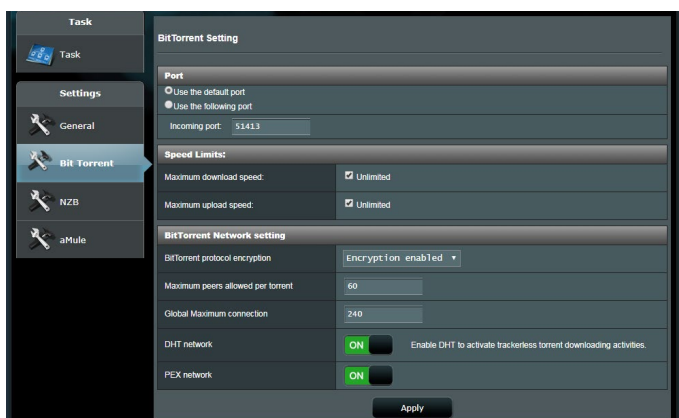 Task
Task
Settings
General
Bit Torrent
NZB
aMule
BitTorrent Setting
Port
Use the default port
Use the following port
Incoming port: 51413
Speed Limits:
Maximum download speed: Unlimited
Maximum upload speed: Unlimited
BitTorrent Network setting
BitTorrent protocol encryption Encryption enabled
Maximum peers allowed per torrent 60
Global Maximum connection 240
DHT network ON Enable DHT to activate trackerless torrent downloading activities.
PEX network ON
Apply